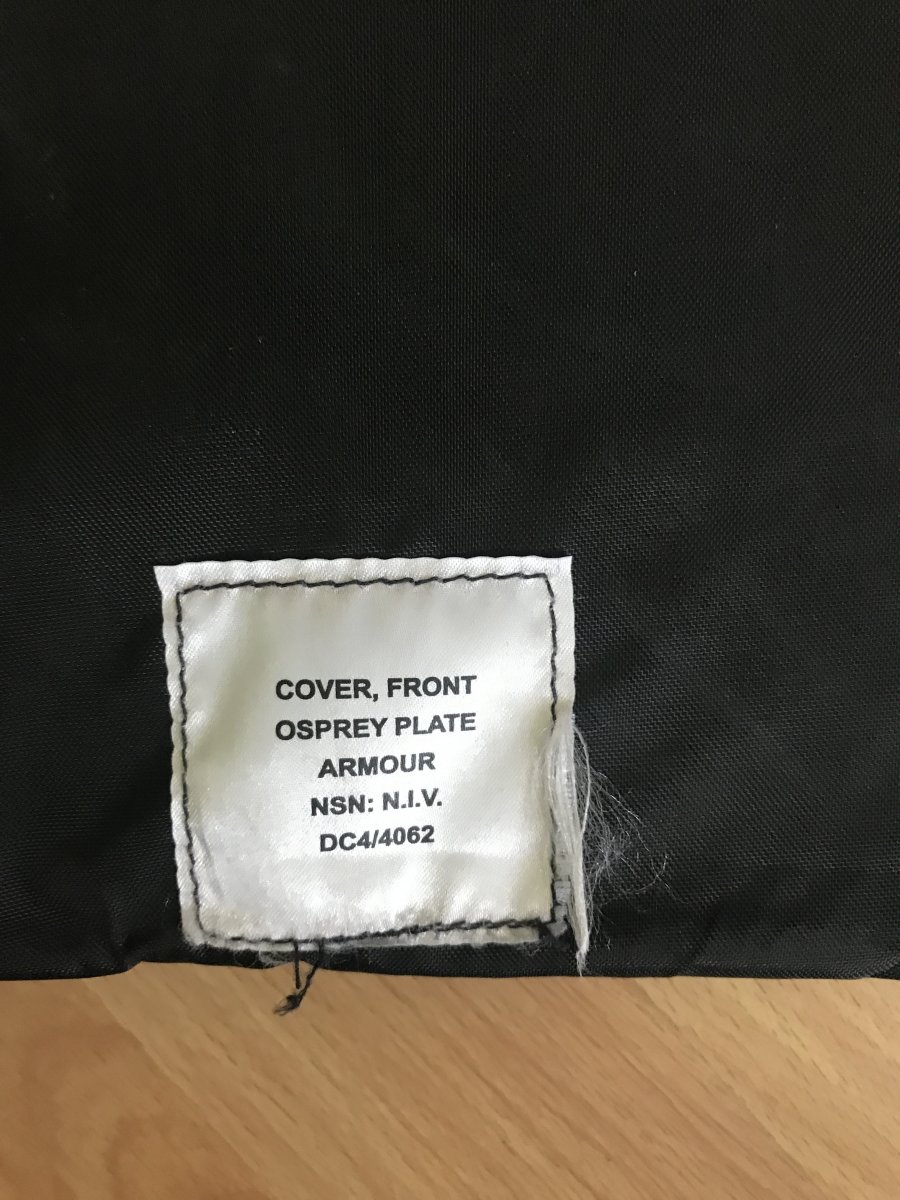 COVER, FRONT
OSPREY PLATE
ARMOUR
NSN: N.I.V.
DC4/4062